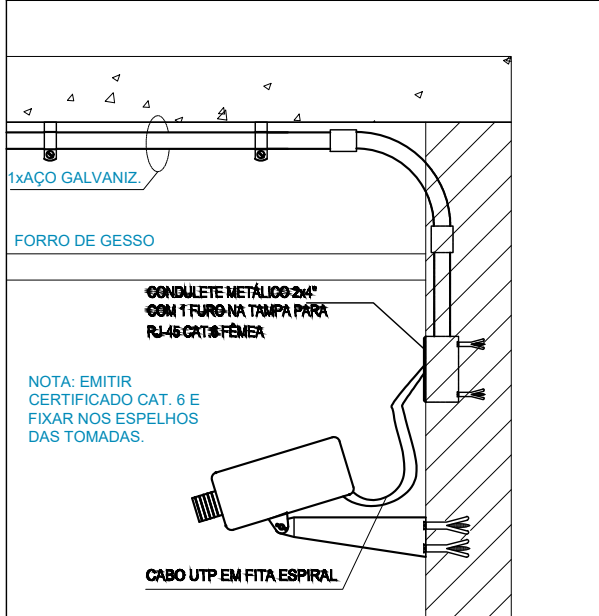 1xAÇO GALVANIZ.
FORRO DE GESSO
CONDULETE METÁLICO 2x4"
COM 1 FURO NA TAMPA PARA
RJ-45 CAT.6 FÊMEA
NOTA: EMITIR
CERTIFICADO CAT. 6 E
FIXAR NOS ESPELHOS
DAS TOMADAS.
CABO UTP EM FITA ESPIRAL